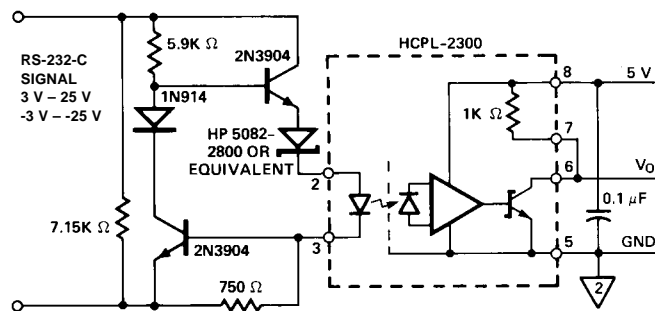 RS-232-C
SIGNAL
3 V – 25 V
-3 V – -25 V
5.9K Ω
2N3904
1N914
HP 5082-
2800 OR
EQUIVALENT
7.15K Ω
2N3904
750 Ω
HCPL-2300
2
3
1K Ω
8
7
6
5
5 V
VO
0.1 µF
GND
2